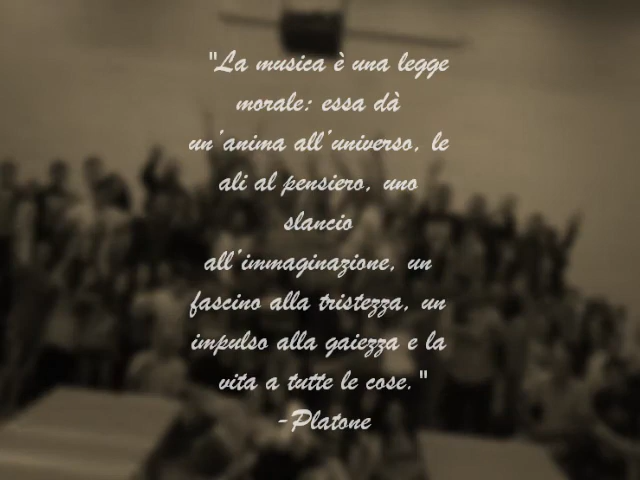 "La musica è una legge
morale: essa dà
un'anima all'universo, le
ali al pensiero, uno
slancio
all'immaginazione, un
fascino alla tristezza, un
impulso alla gaiezza e la
vita a tutte le cose."
-Platone